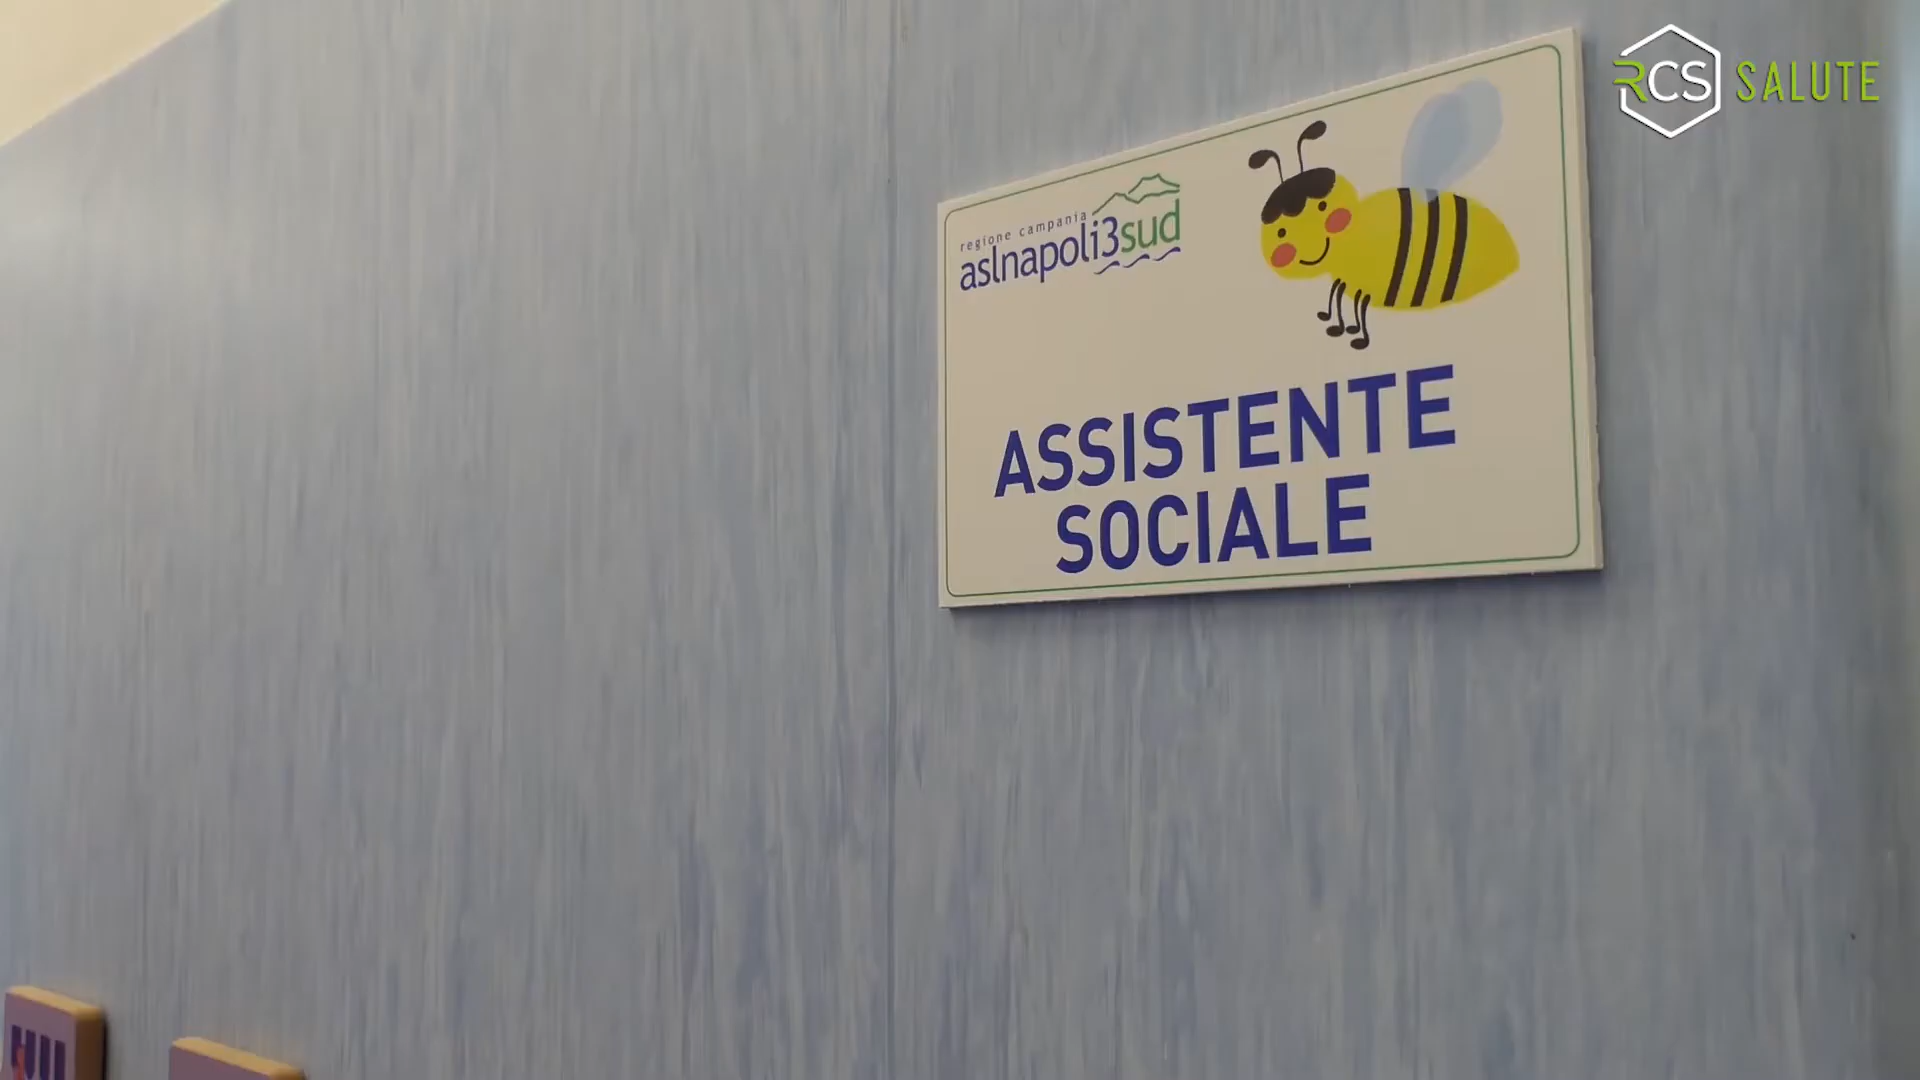 RCS SALUTE
regione campania
aslnapoli3sud
ASSISTENTE
SOCIALE